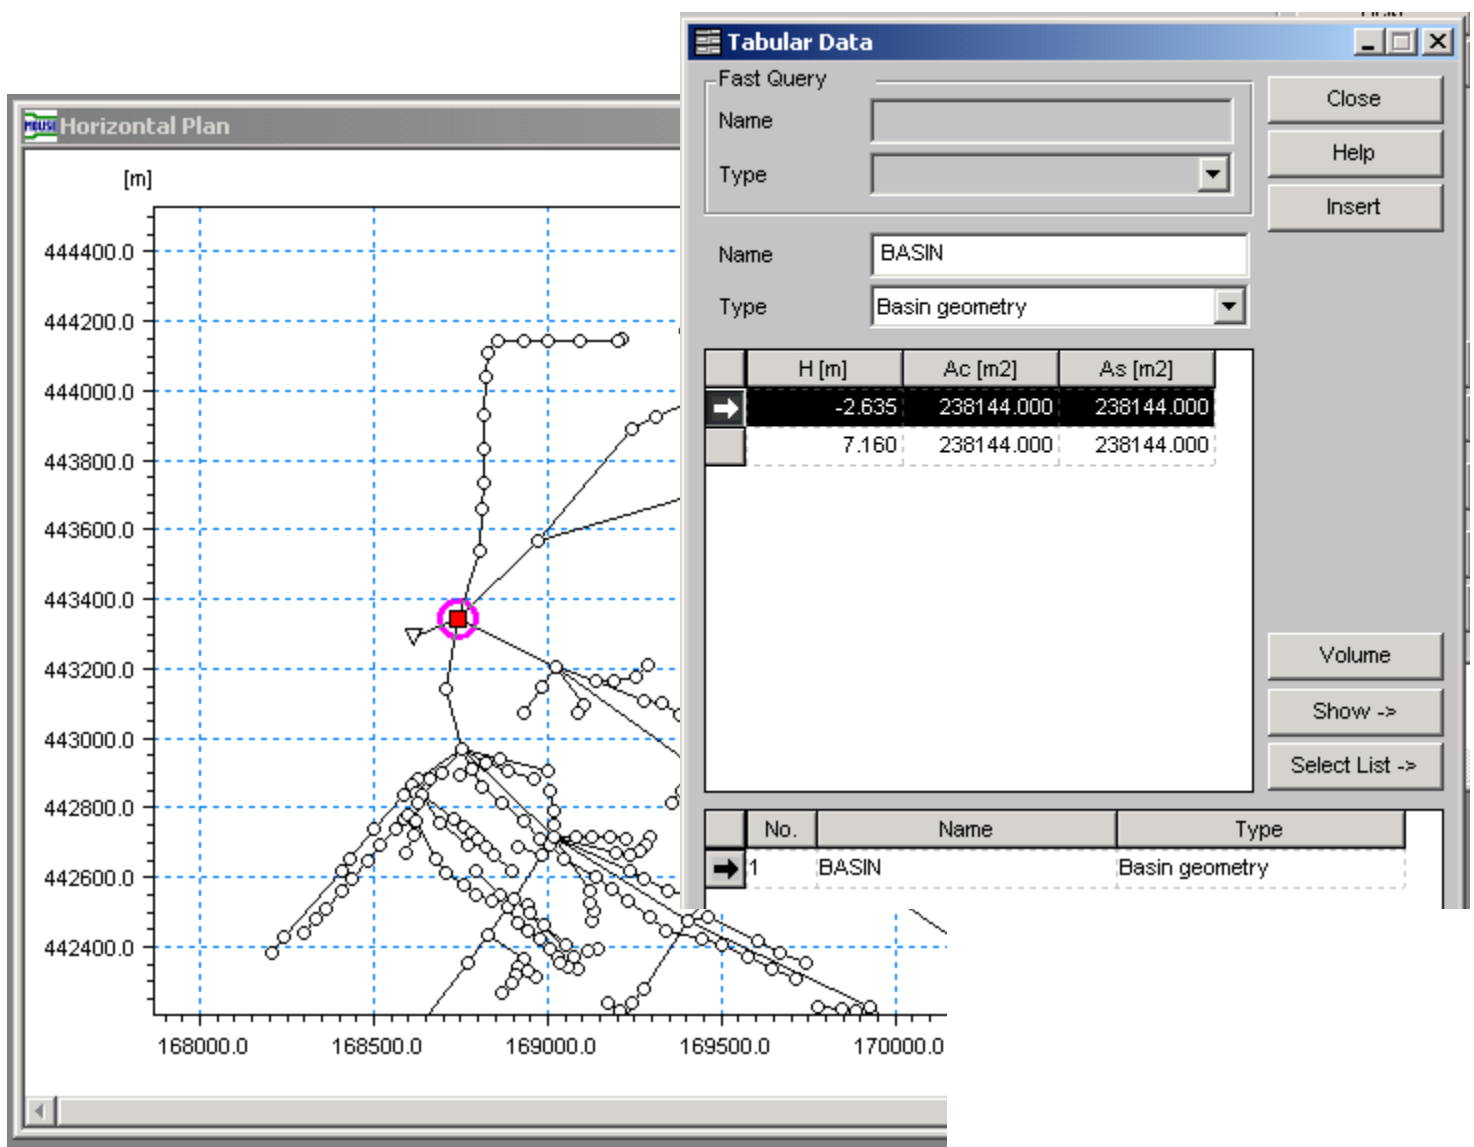 Tabular Data
Fast Query
Name
Type
Close
Help
Insert
Name BASIN
Type Basin geometry
H [m] Ac [m2] As [m2]
-2.635 238144.000 238144.000
7.160 238144.000 238144.000
Volume
Show ->
Select List ->
No. Name Type
1 BASIN Basin geometry
MOUSE Horizontal Plan
[m]
444400.0
444200.0
444000.0
443800.0
443600.0
443400.0
443200.0
443000.0
442800.0
442600.0
442400.0
168000.0 168500.0 169000.0 169500.0 170000.0